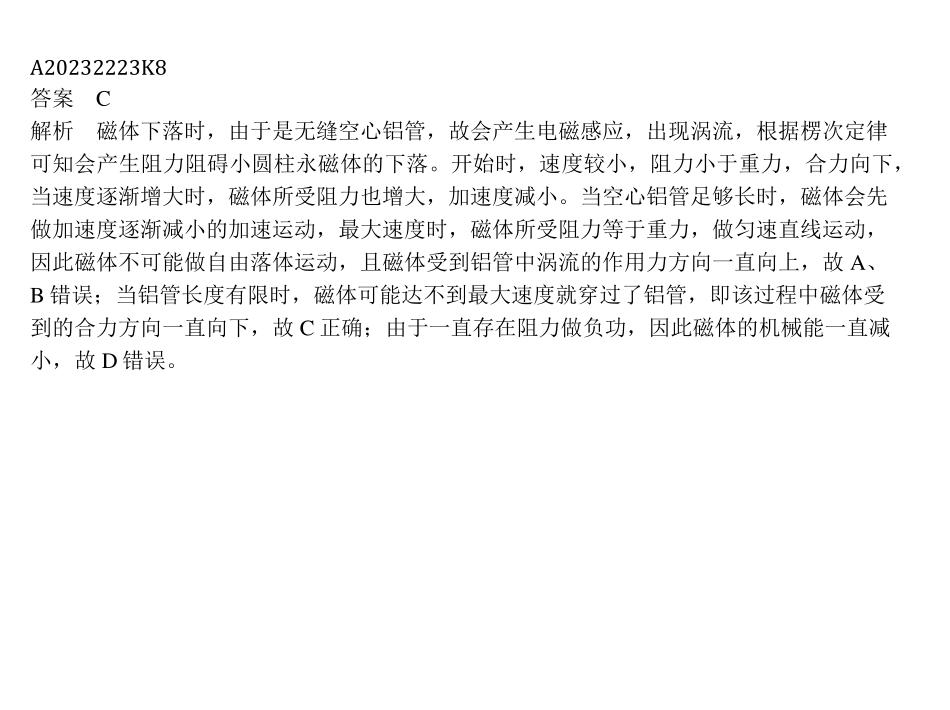 A20232223K8
答案　C
解析　磁体下落时，由于是无缝空心铝管，故会产生电磁感应，出现涡流，根据楞次定律
可知会产生阻力阻碍小圆柱永磁体的下落。开始时，速度较小，阻力小于重力，合力向下，
当速度逐渐增大时，磁体所受阻力也增大，加速度减小。当空心铝管足够长时，磁体会先
做加速度逐渐减小的加速运动，最大速度时，磁体所受阻力等于重力，做匀速直线运动，
因此磁体不可能做自由落体运动，且磁体受到铝管中涡流的作用力方向一直向上，故 A、
B 错误；当铝管长度有限时，磁体可能达不到最大速度就穿过了铝管，即该过程中磁体受
到的合力方向一直向下，故 C 正确；由于一直存在阻力做负功，因此磁体的机械能一直减
小，故 D 错误。